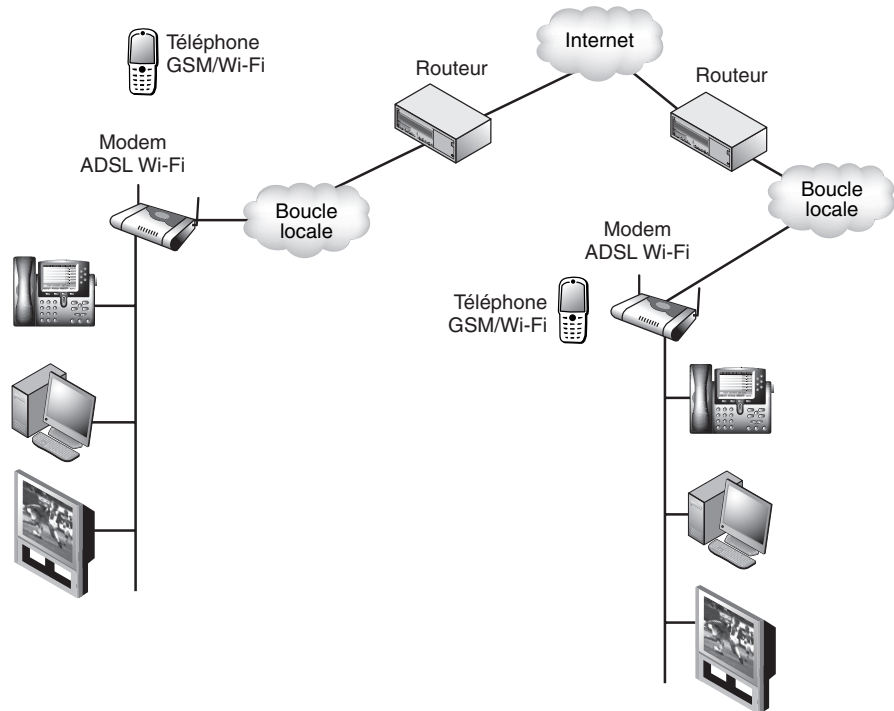 Téléphone
GSM/Wi-Fi
Internet
Routeur
Routeur
Modem
ADSL Wi-Fi
Boucle
locale
Boucle
locale
Modem
ADSL Wi-Fi
Téléphone
GSM/Wi-Fi